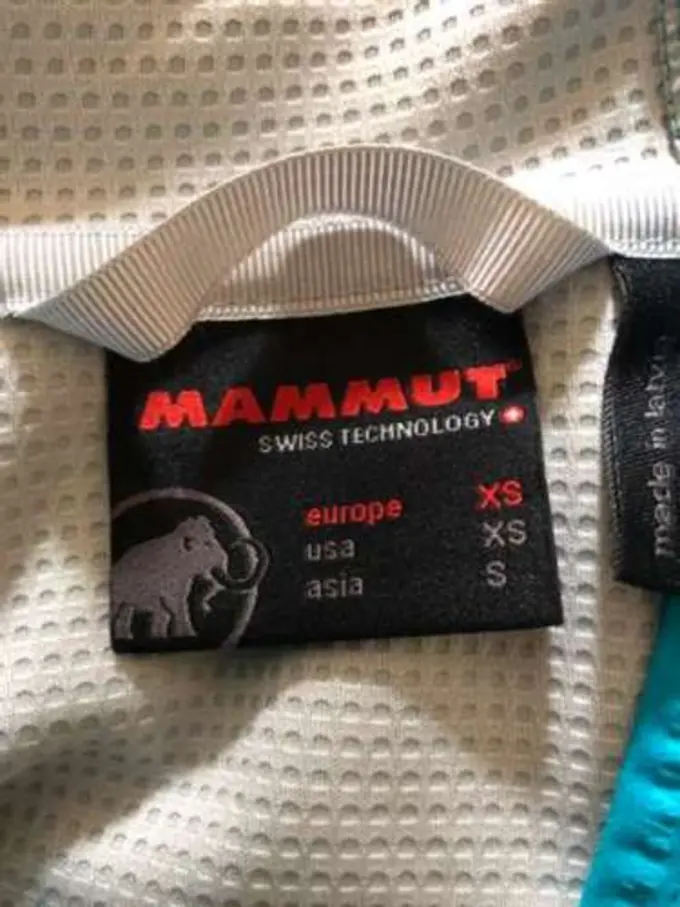 MAMMUT
SWISS TECHNOLOGY
europe XS
usa XS
asia S
made in latvia